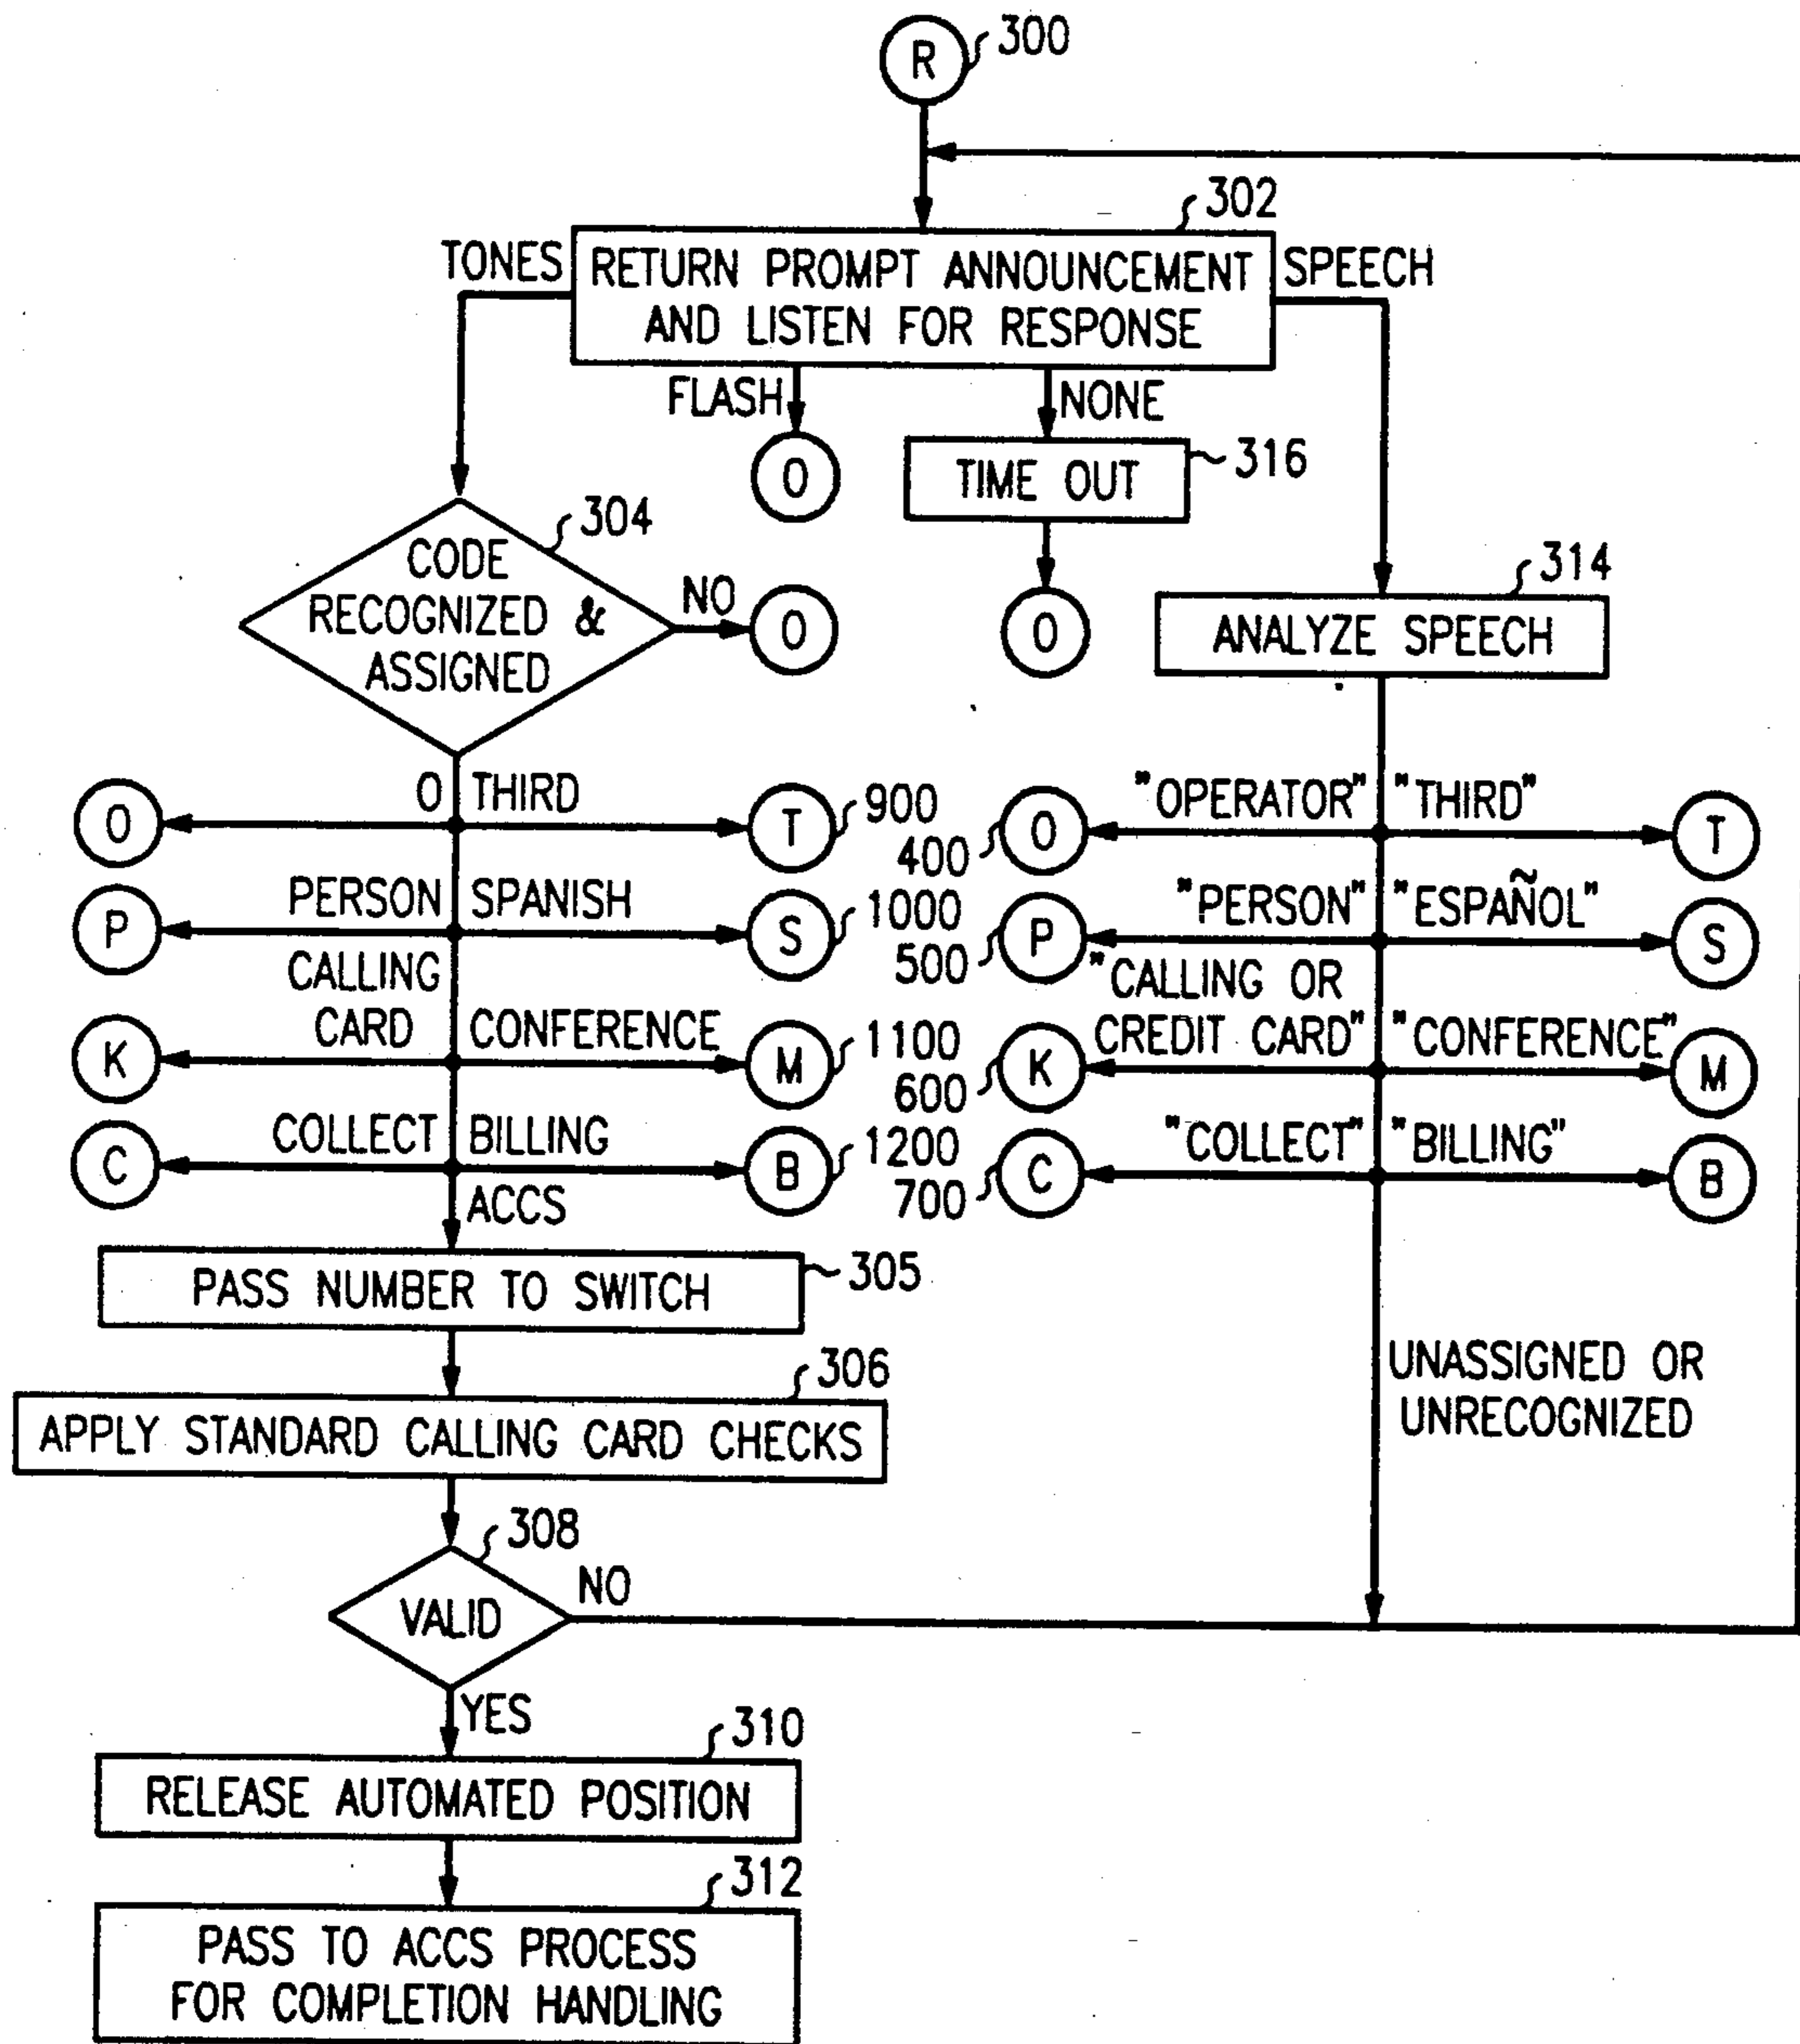 R 300
302
TONES RETURN PROMPT ANNOUNCEMENT SPEECH
AND LISTEN FOR RESPONSE
FLASH NONE
O TIME OUT 316
304
CODE
RECOGNIZED &
ASSIGNED
NO O
O
314
ANALYZE SPEECH
O O THIRD T 900
P PERSON SPANISH S 1000
CALLING
K CARD CONFERENCE M 1100
C COLLECT BILLING B 1200
ACCS
400 O "OPERATOR" "THIRD" T
500 P "PERSON" "ESPAÑOL" S
"CALLING OR
600 K CREDIT CARD" "CONFERENCE" M
700 C "COLLECT" "BILLING" B
PASS NUMBER TO SWITCH 305
UNASSIGNED OR
UNRECOGNIZED
306
APPLY STANDARD CALLING CARD CHECKS
308
VALID NO
YES
310
RELEASE AUTOMATED POSITION
312
PASS TO ACCS PROCESS
FOR COMPLETION HANDLING